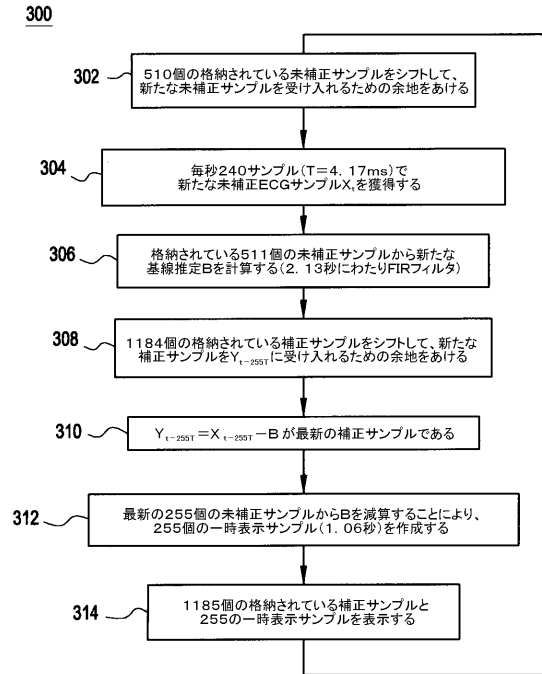 300
302
510個の格納されている未補正サンプルをシフトして、
新たな未補正サンプルを受け入れるための余地をあける
304
毎秒240サンプル(T=4.17ms)で
新たな未補正ECGサンプルXtを獲得する
306
格納されている511個の未補正サンプルから新たな
基線推定Bを計算する(2.13秒にわたりFIRフィルタ)
308
1184個の格納されている補正サンプルをシフトして、新たな
補正サンプルをYt-255Tに受け入れるための余地をあける
310
Yt-255T=Xt-255T-Bが最新の補正サンプルである
312
最新の255個の未補正サンプルからBを減算することにより、
255個の一時表示サンプル(1.06秒)を作成する
314
1185個の格納されている補正サンプルと
255の一時表示サンプルを表示する